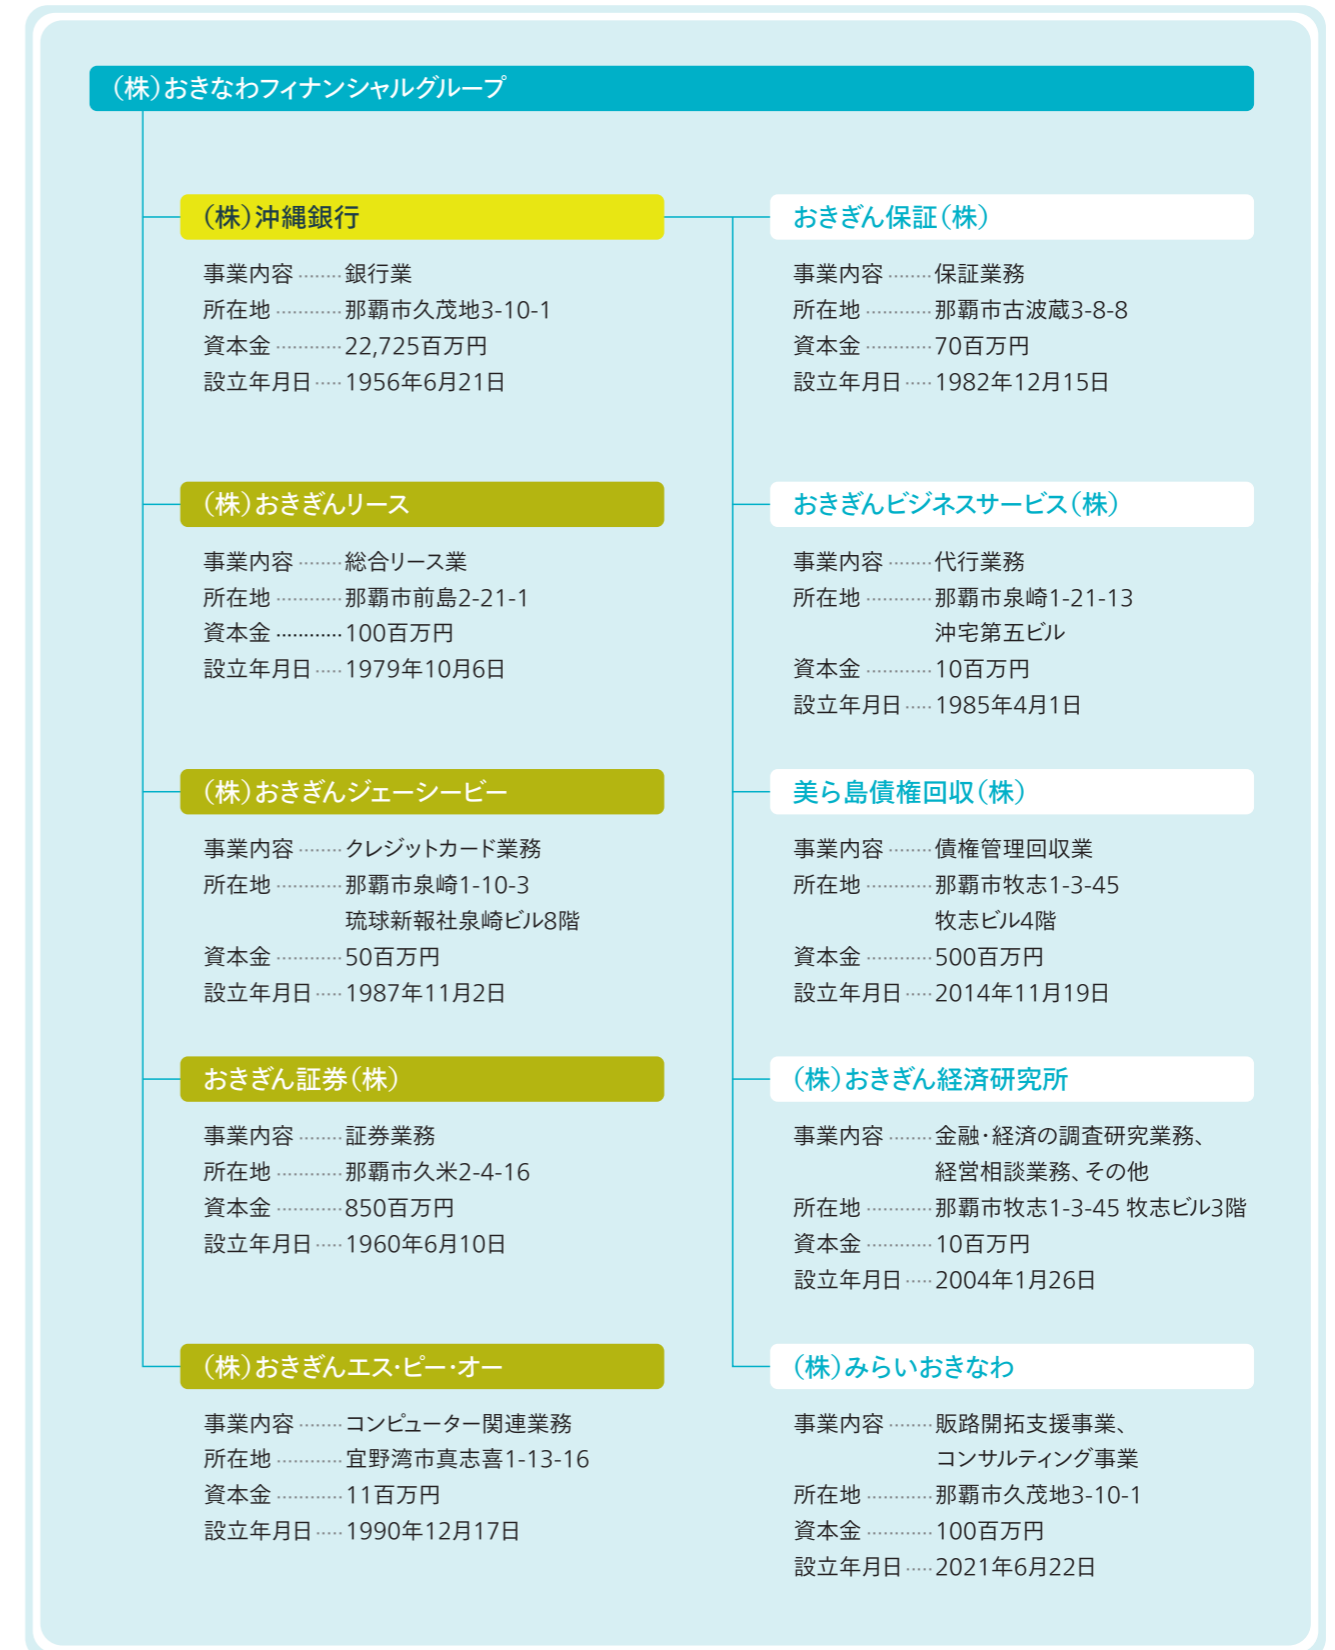 (株)おきなわフィナンシャルグループ
(株)沖縄銀行
事業内容 ········ 銀行業
所在地 ············ 那覇市久茂地3-10-1
資本金 ············ 22,725百万円
設立年月日 ····· 1956年6月21日
(株)おきぎんリース
事業内容 ········ 総合リース業
所在地 ············ 那覇市前島2-21-1
資本金 ············ 100百万円
設立年月日 ····· 1979年10月6日
(株)おきぎんジェーシービー
事業内容 ········ クレジットカード業務
所在地 ············ 那覇市泉崎1-10-3
琉球新報社泉崎ビル8階
資本金 ············ 50百万円
設立年月日 ····· 1987年11月2日
おきぎん証券(株)
事業内容 ········ 証券業務
所在地 ············ 那覇市久米2-4-16
資本金 ············ 850百万円
設立年月日 ····· 1960年6月10日
(株)おきぎんエス・ピー・オー
事業内容 ········ コンピューター関連業務
所在地 ············ 宜野湾市真志喜1-13-16
資本金 ············ 11百万円
設立年月日 ····· 1990年12月17日
おきぎん保証(株)
事業内容 ········ 保証業務
所在地 ············ 那覇市古波蔵3-8-8
資本金 ············ 70百万円
設立年月日 ····· 1982年12月15日
おきぎんビジネスサービス(株)
事業内容 ········ 代行業務
所在地 ············ 那覇市泉崎1-21-13
沖宅第五ビル
資本金 ············ 10百万円
設立年月日 ····· 1985年4月1日
美ら島債権回収(株)
事業内容 ········ 債権管理回収業
所在地 ············ 那覇市牧志1-3-45
牧志ビル4階
資本金 ············ 500百万円
設立年月日 ····· 2014年11月19日
(株)おきぎん経済研究所
事業内容 ········ 金融・経済の調査研究業務、
経営相談業務、その他
所在地 ············ 那覇市牧志1-3-45 牧志ビル3階
資本金 ············ 10百万円
設立年月日 ····· 2004年1月26日
(株)みらいおきなわ
事業内容 ········ 販路開拓支援事業、
コンサルティング事業
所在地 ············ 那覇市久茂地3-10-1
資本金 ············ 100百万円
設立年月日 ····· 2021年6月22日